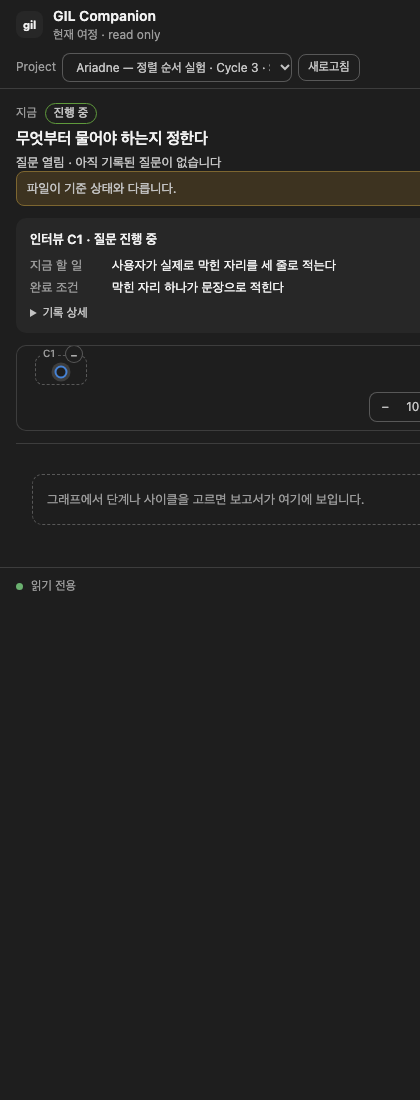 gil
GIL Companion
현재 여정 · read only
Project
Ariadne — 정렬 순서 실험 · Cycle 3 ·
새로고침
지금 진행 중
무엇부터 물어야 하는지 정한다
질문 열림 · 아직 기록된 질문이 없습니다
파일이 기준 상태와 다릅니다.
인터뷰 C1 · 질문 진행 중
지금 할 일 사용자가 실제로 막힌 자리를 세 줄로 적는다
완료 조건 막힌 자리 하나가 문장으로 적힌다
▶ 기록 상세
C1 −
− 10
그래프에서 단계나 사이클을 고르면 보고서가 여기에 보입니다.
읽기 전용